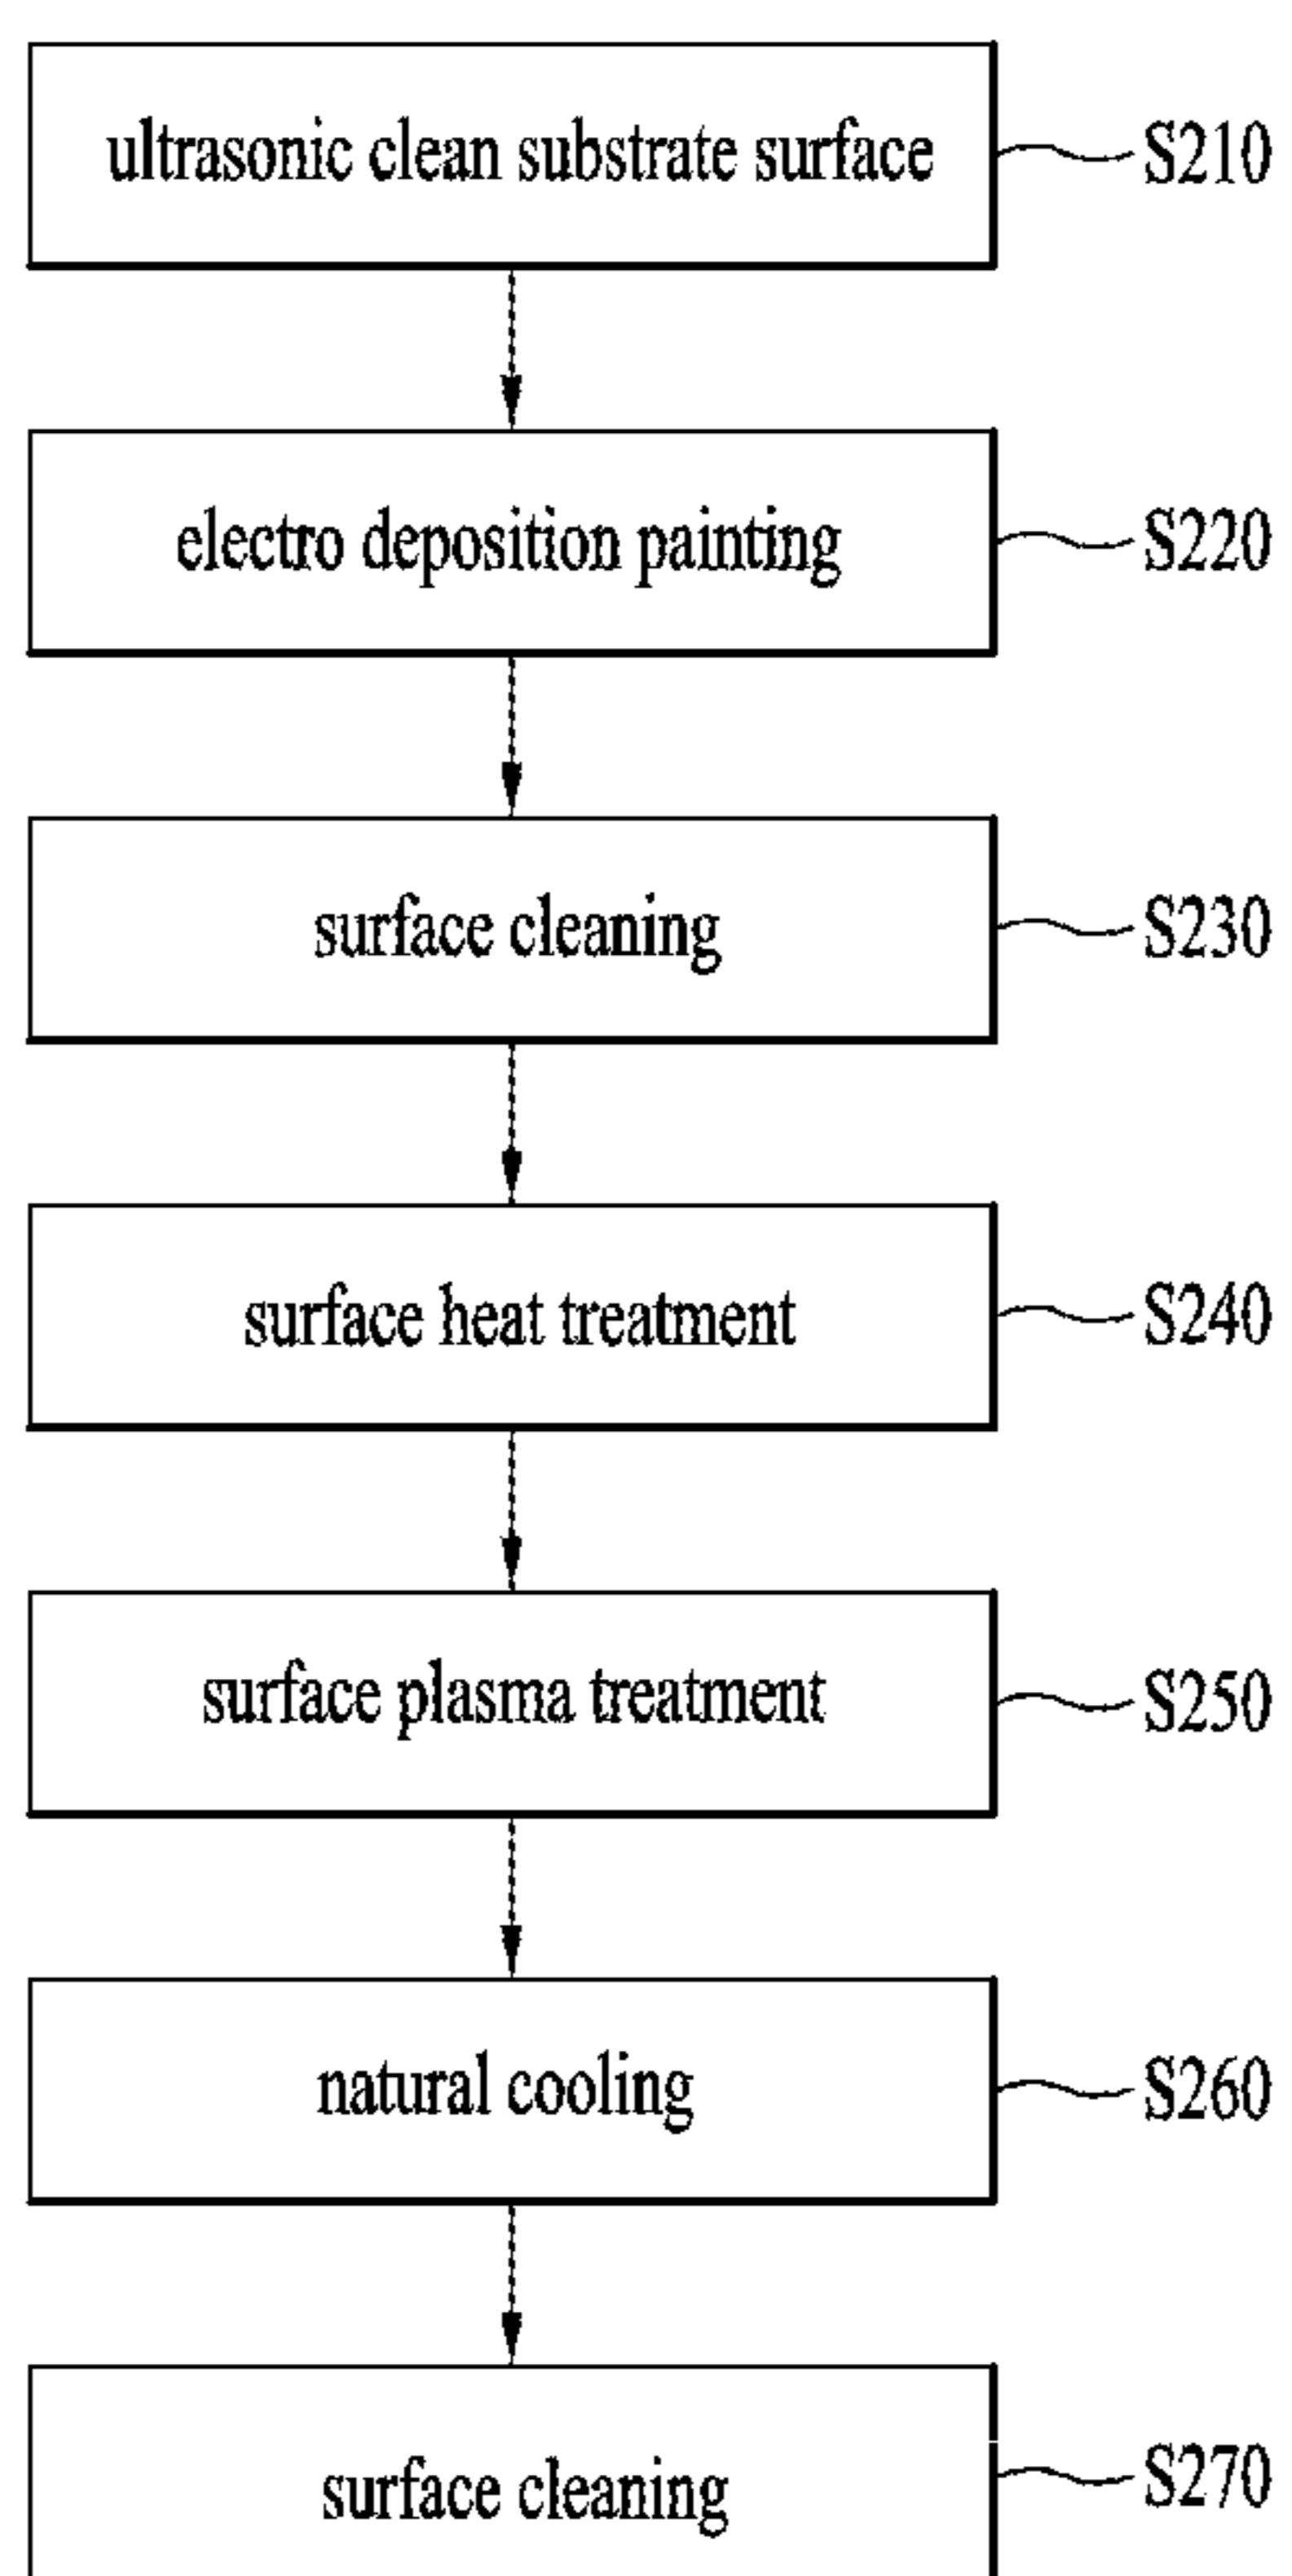 ultrasonic clean substrate surface S210
electro deposition painting S220
surface cleaning S230
surface heat treatment S240
surface plasma treatment S250
natural cooling S260
surface cleaning S270